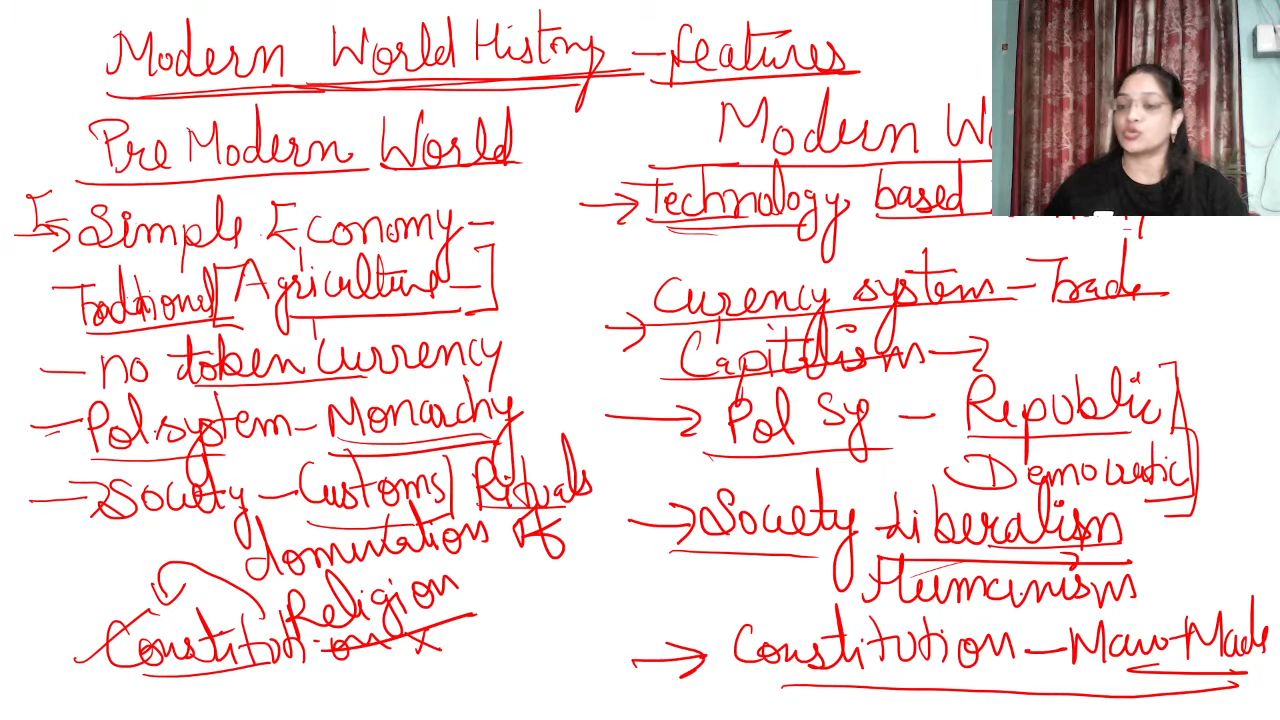 Modern World History - features
Pre Modern World
Simple Economy -
Traditional [Agriculture -]
- no token currency
- Pol. system - Monarchy
→ Society - Customs / Rituals
domination of
Religion
Constitution x
Modern Wo
→ Technology based
Curency system - Trade
→ Capitalism →
→ Pol Sy - Republic
Democratic
→ Society - Liberalism
Humanism
→ Constitution - Man-Made